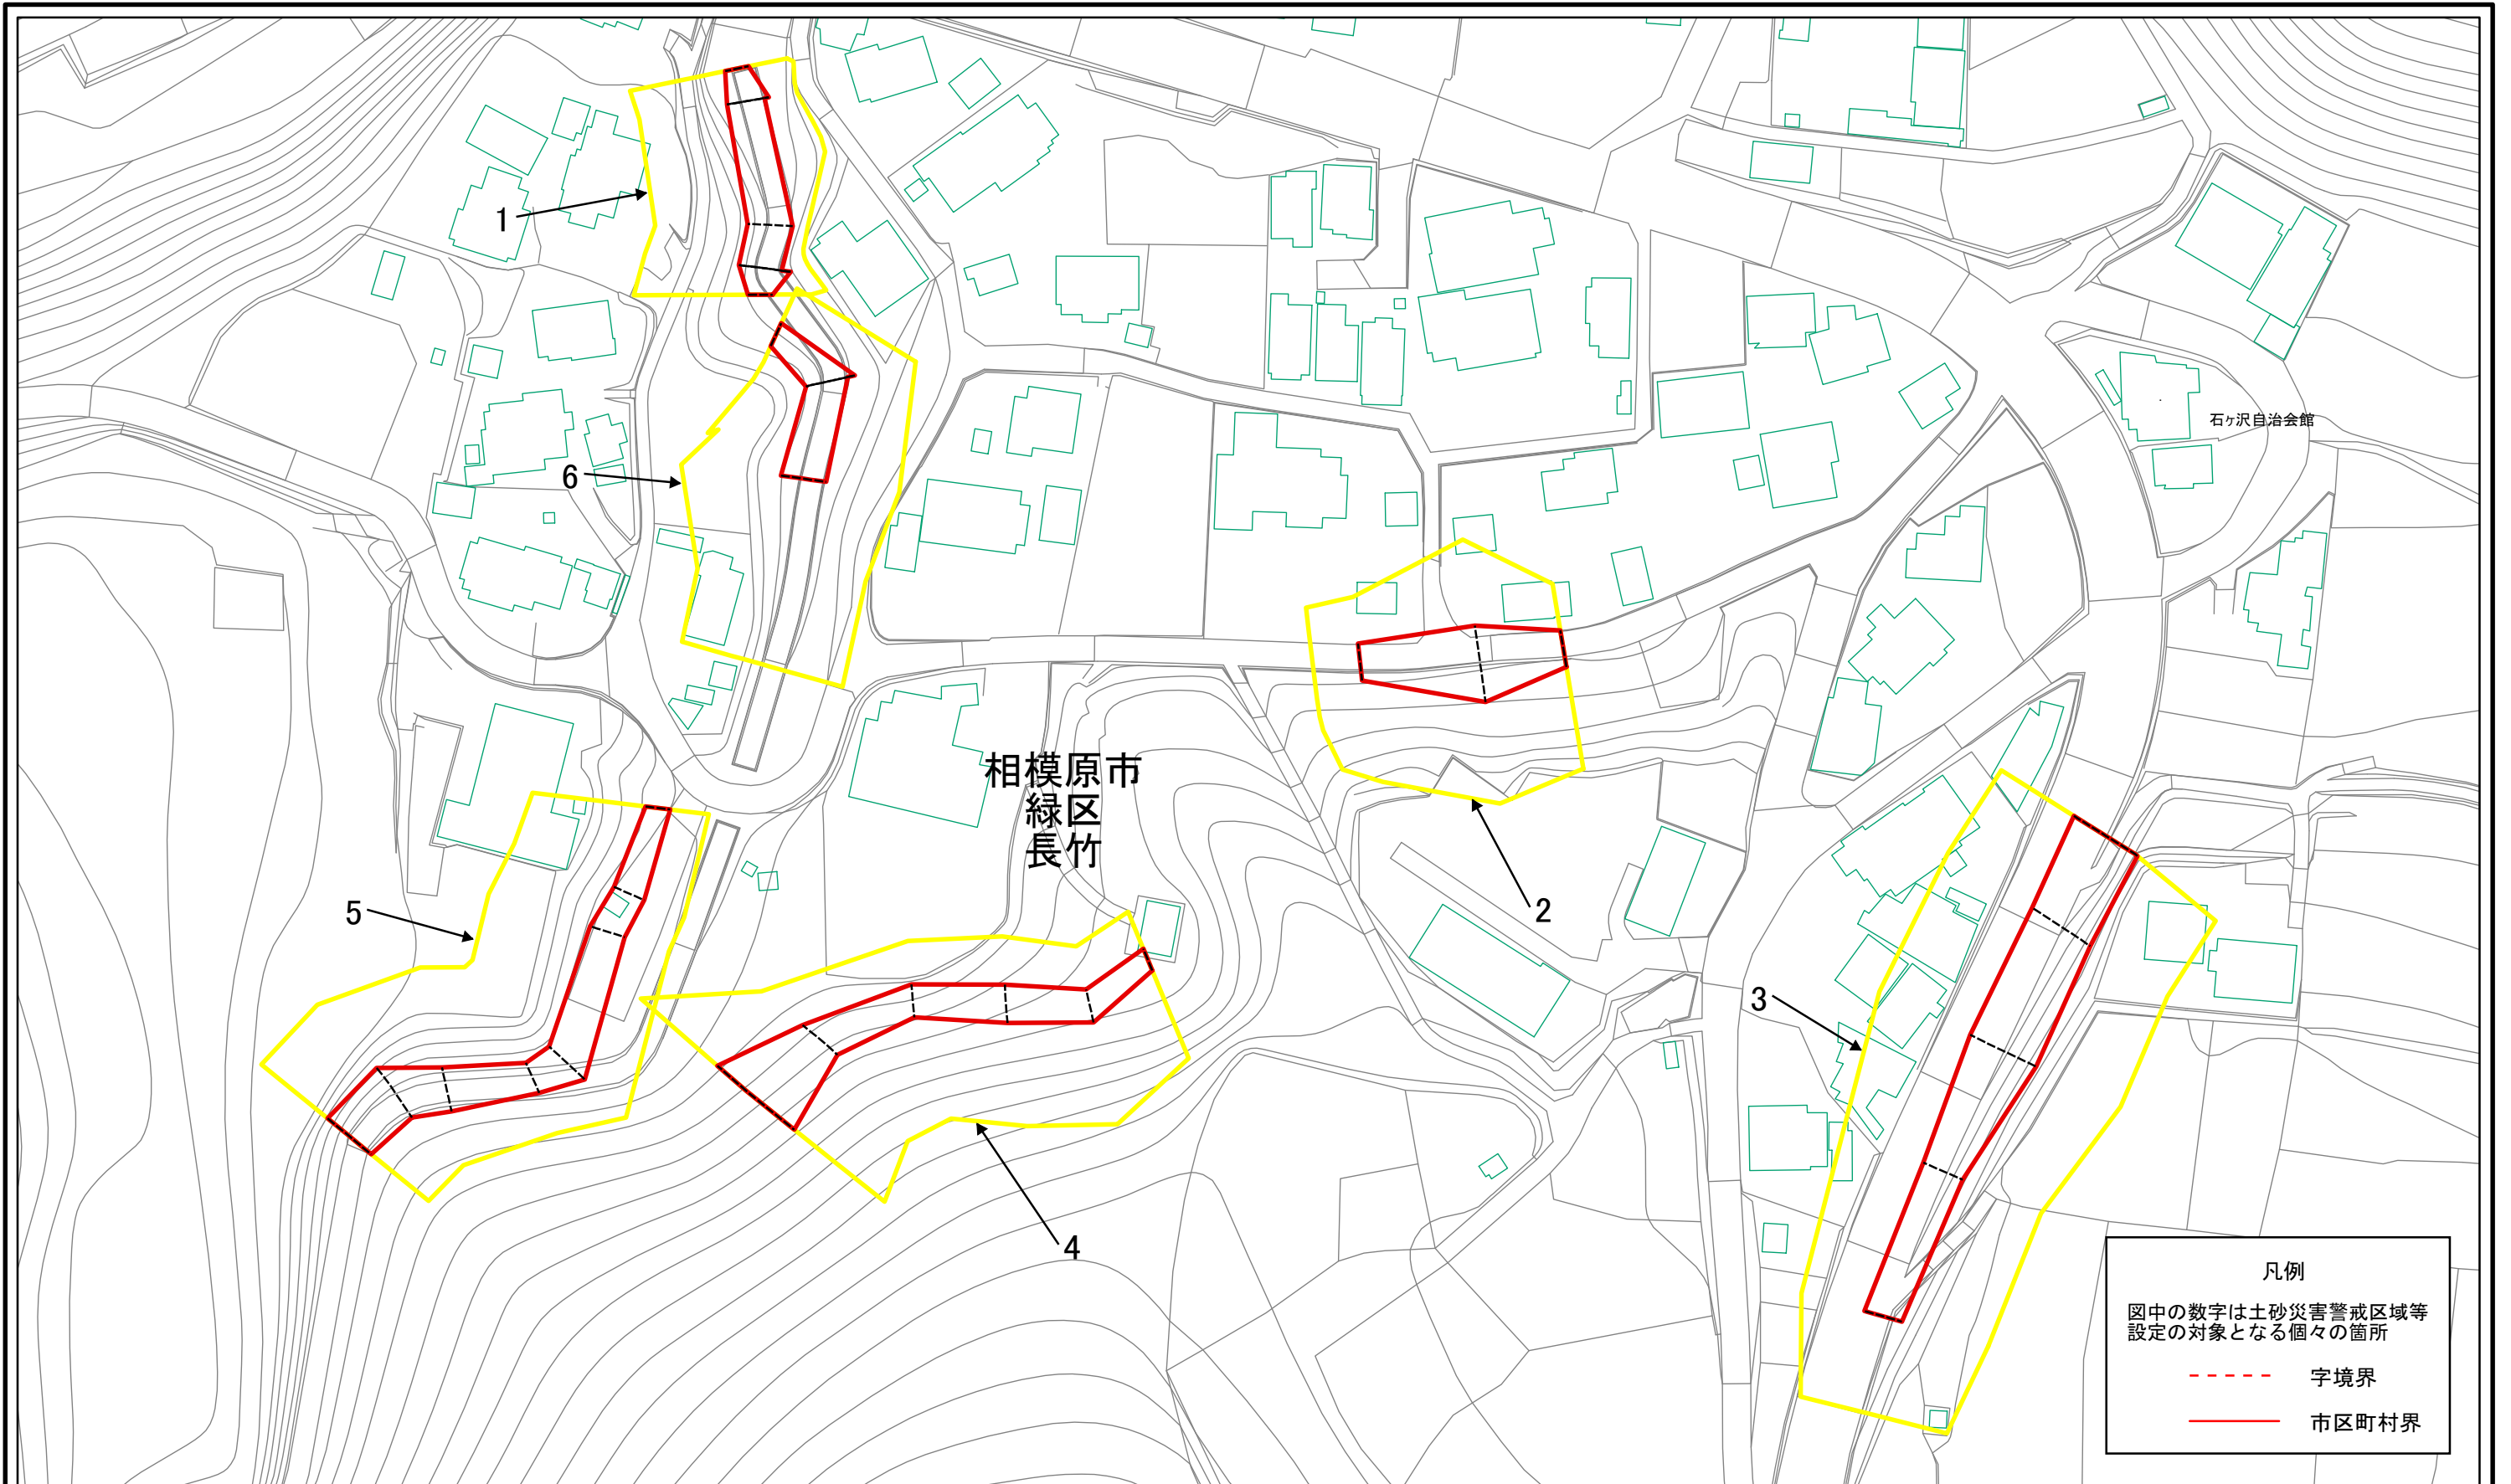 1
石ヶ沢自治会館
6
相模原市
緑区
長竹
5
2
3
4
凡例
図中の数字は土砂災害警戒区域等
設定の対象となる個々の箇所
字境界
市区町村界